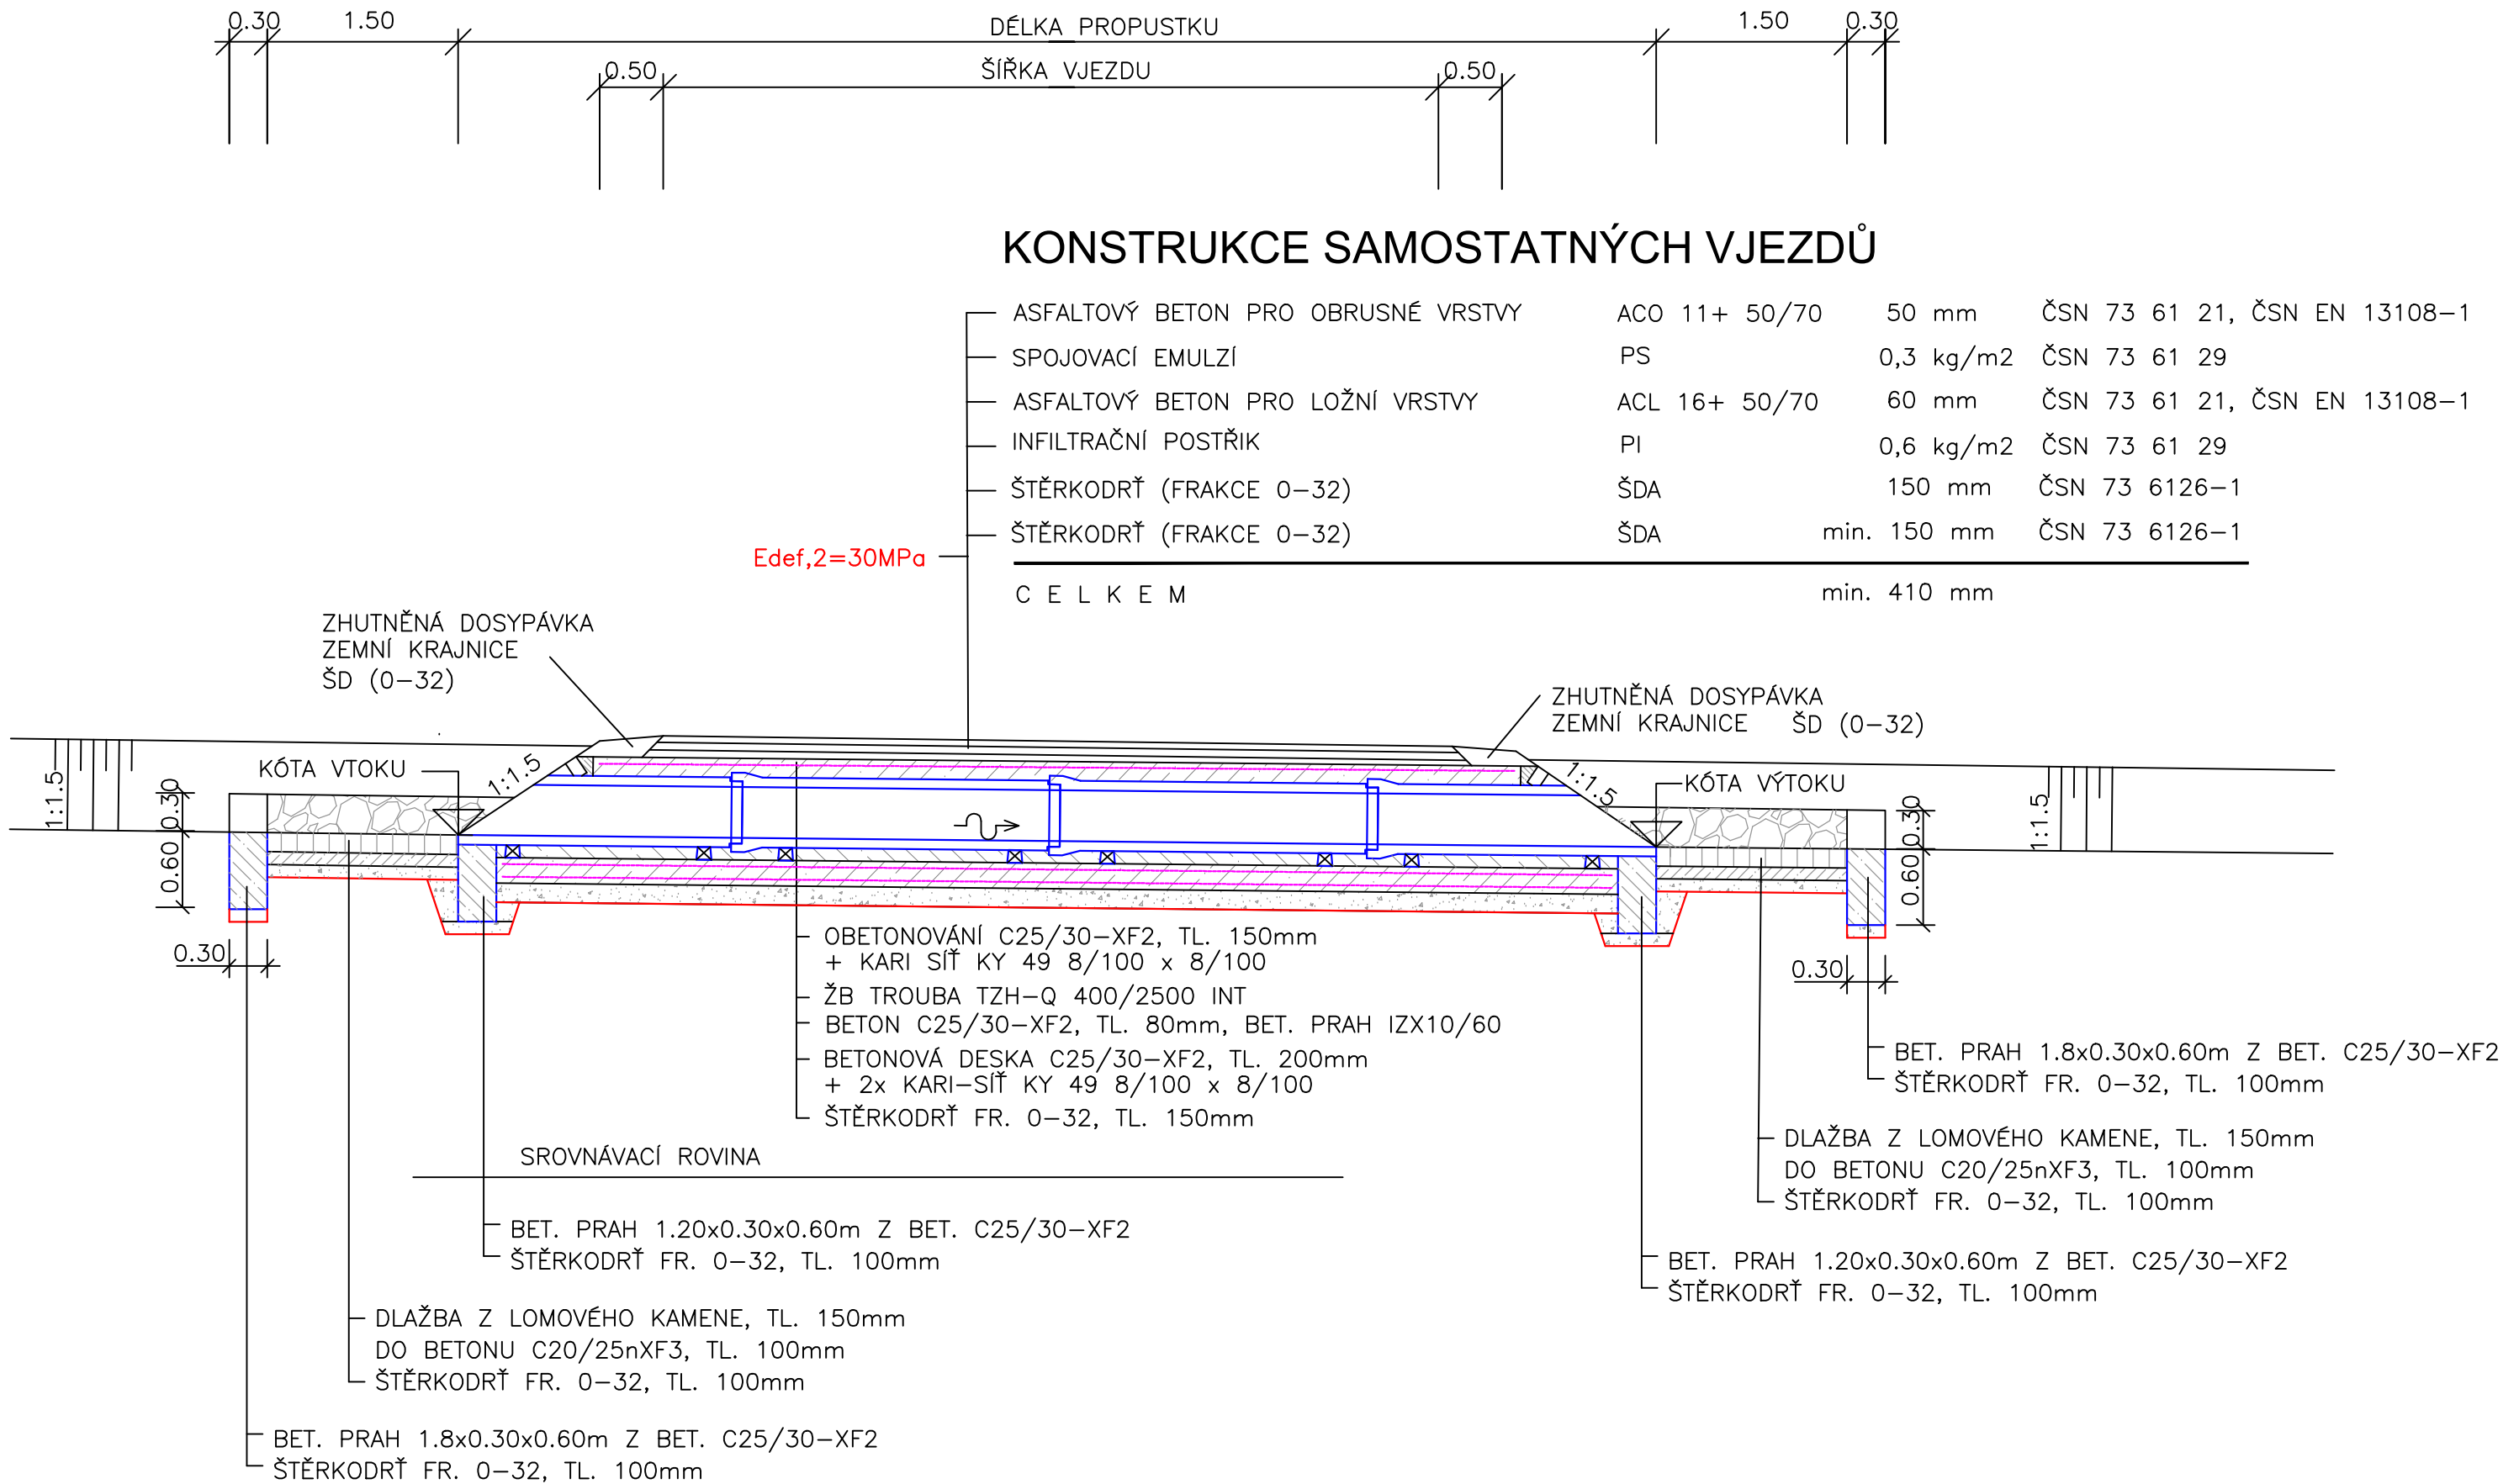 0.30 1.50 DÉLKA PROPUSTKU 1.50 0.30
0.50 ŠÍŘKA VJEZDU 0.50
KONSTRUKCE SAMOSTATNÝCH VJEZDŮ
ASFALTOVÝ BETON PRO OBRUSNÉ VRSTVY ACO 11+ 50/70 50 mm ČSN 73 61 21, ČSN EN 13108-1
SPOJOVACÍ EMULZÍ PS 0,3 kg/m2 ČSN 73 61 29
ASFALTOVÝ BETON PRO LOŽNÍ VRSTVY ACL 16+ 50/70 60 mm ČSN 73 61 21, ČSN EN 13108-1
INFILTRAČNÍ POSTŘIK PI 0,6 kg/m2 ČSN 73 61 29
ŠTĚRKODRŤ (FRAKCE 0-32) ŠDA 150 mm ČSN 73 6126-1
ŠTĚRKODRŤ (FRAKCE 0-32) ŠDA min. 150 mm ČSN 73 6126-1
Edef,2=30MPa
C E L K E M min. 410 mm
ZHUTNĚNÁ DOSYPÁVKA
ZEMNÍ KRAJNICE
ŠD (0-32)
ZHUTNĚNÁ DOSYPÁVKA
ZEMNÍ KRAJNICE ŠD (0-32)
KÓTA VTOKU
1:1.5
1:1.5
KÓTA VÝTOKU
1:1.5
0.30
0.60
0.30
1:1.5
0.30
0.60
0.30
OBETONOVÁNÍ C25/30-XF2, TL. 150mm
+ KARI SÍŤ KY 49 8/100 x 8/100
ŽB TROUBA TZH-Q 400/2500 INT
BETON C25/30-XF2, TL. 80mm, BET. PRAH IZX10/60
BETONOVÁ DESKA C25/30-XF2, TL. 200mm
+ 2x KARI-SÍŤ KY 49 8/100 x 8/100
ŠTĚRKODRŤ FR. 0-32, TL. 150mm
SROVNÁVACÍ ROVINA
BET. PRAH 1.8x0.30x0.60m Z BET. C25/30-XF2
ŠTĚRKODRŤ FR. 0-32, TL. 100mm
DLAŽBA Z LOMOVÉHO KAMENE, TL. 150mm
DO BETONU C20/25nXF3, TL. 100mm
ŠTĚRKODRŤ FR. 0-32, TL. 100mm
BET. PRAH 1.20x0.30x0.60m Z BET. C25/30-XF2
ŠTĚRKODRŤ FR. 0-32, TL. 100mm
BET. PRAH 1.20x0.30x0.60m Z BET. C25/30-XF2
ŠTĚRKODRŤ FR. 0-32, TL. 100mm
DLAŽBA Z LOMOVÉHO KAMENE, TL. 150mm
DO BETONU C20/25nXF3, TL. 100mm
ŠTĚRKODRŤ FR. 0-32, TL. 100mm
BET. PRAH 1.8x0.30x0.60m Z BET. C25/30-XF2
ŠTĚRKODRŤ FR. 0-32, TL. 100mm